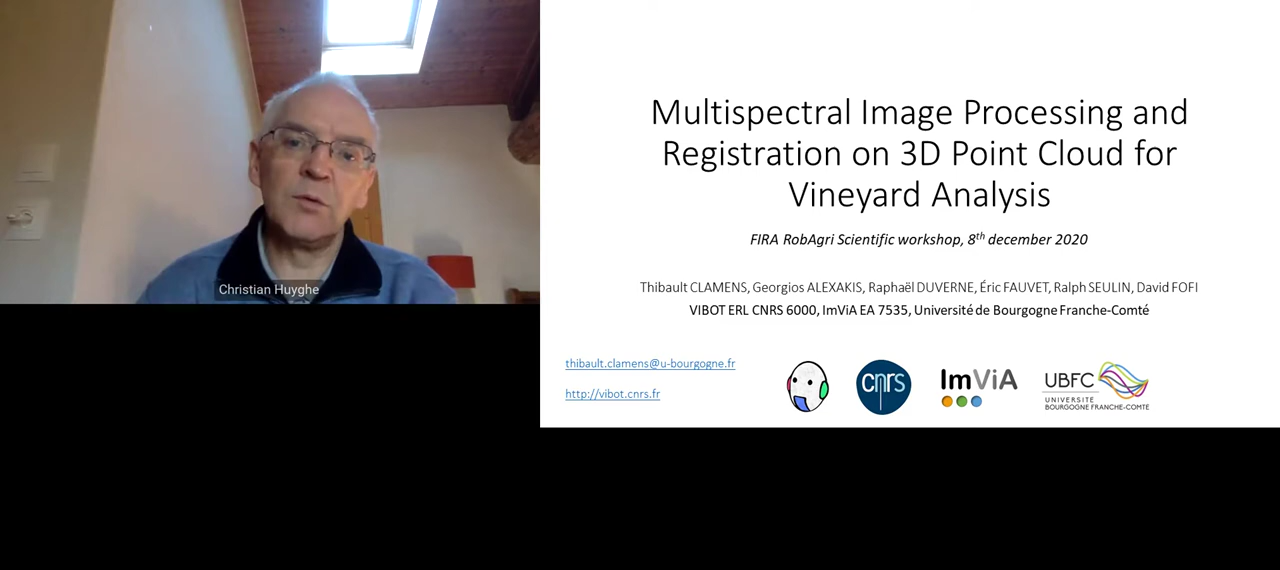 Christian Huyghe
Multispectral Image Processing and
Registration on 3D Point Cloud for
Vineyard Analysis
FIRA RobAgri Scientific workshop, 8th december 2020
Thibault CLAMENS, Georgios ALEXAKIS, Raphaël DUVERNE, Éric FAUVET, Ralph SEULIN, David FOFI
VIBOT ERL CNRS 6000, ImViA EA 7535, Université de Bourgogne Franche-Comté
thibault.clamens@u-bourgogne.fr
http://vibot.cnrs.fr
cnrs
ImViA
UBFC
UNIVERSITÉ
BOURGOGNE FRANCHE-COMTÉ